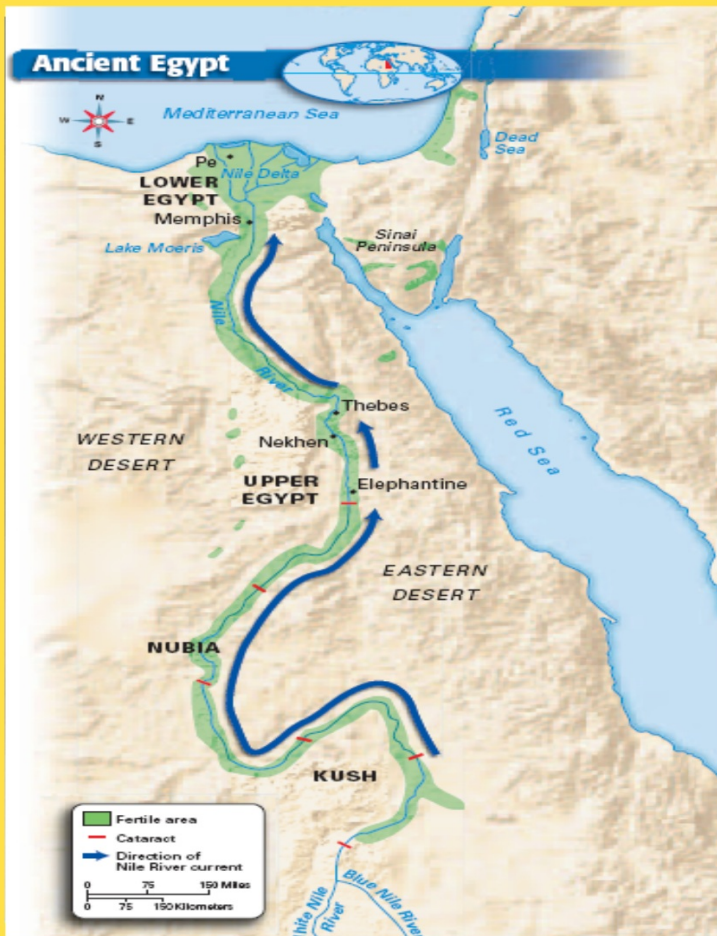 Ancient Egypt
N
W E
S
Mediterranean Sea
Dead
Sea
Pe
Nile Delta
LOWER
EGYPT
Memphis
Lake Moeris
Sinai
Peninsula
Nile
River
Thebes
Nekhen
WESTERN
DESERT
Red Sea
UPPER
EGYPT
Elephantine
EASTERN
DESERT
NUBIA
KUSH
Fertile area
Cataract
Direction of
Nile River current
0 75 150 Miles
0 75 150 Kilometers
White Nile
River
Blue Nile River